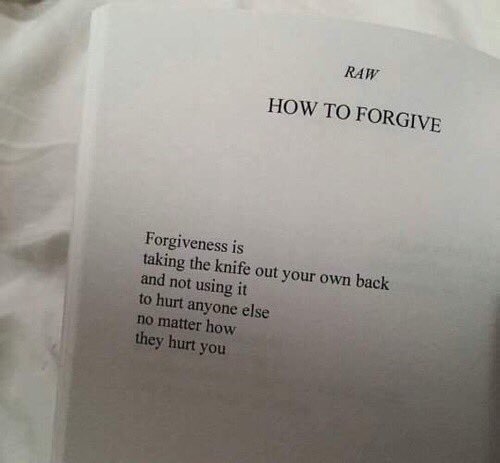 RAW
HOW TO FORGIVE
Forgiveness is
taking the knife out your own back
and not using it
to hurt anyone else
no matter how
they hurt you